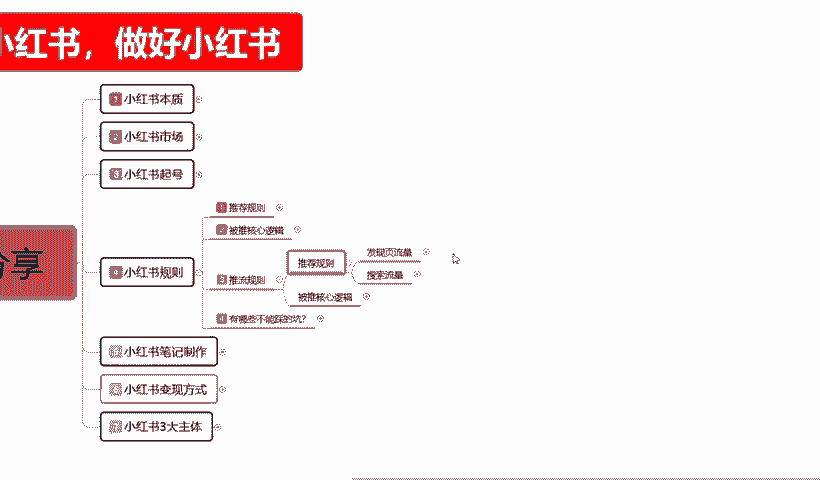 小红书，做好小红书
小红书本质
2 小红书市场
3 小红书起号
享
4 小红书规则
1 推荐规则
2 被推核心逻辑
3 推流规则
推荐规则
发现页流量
搜索流量
被推核心逻辑
4 有哪些不能踩的坑?
小红书笔记制作
小红书变现方式
小红书3大主体